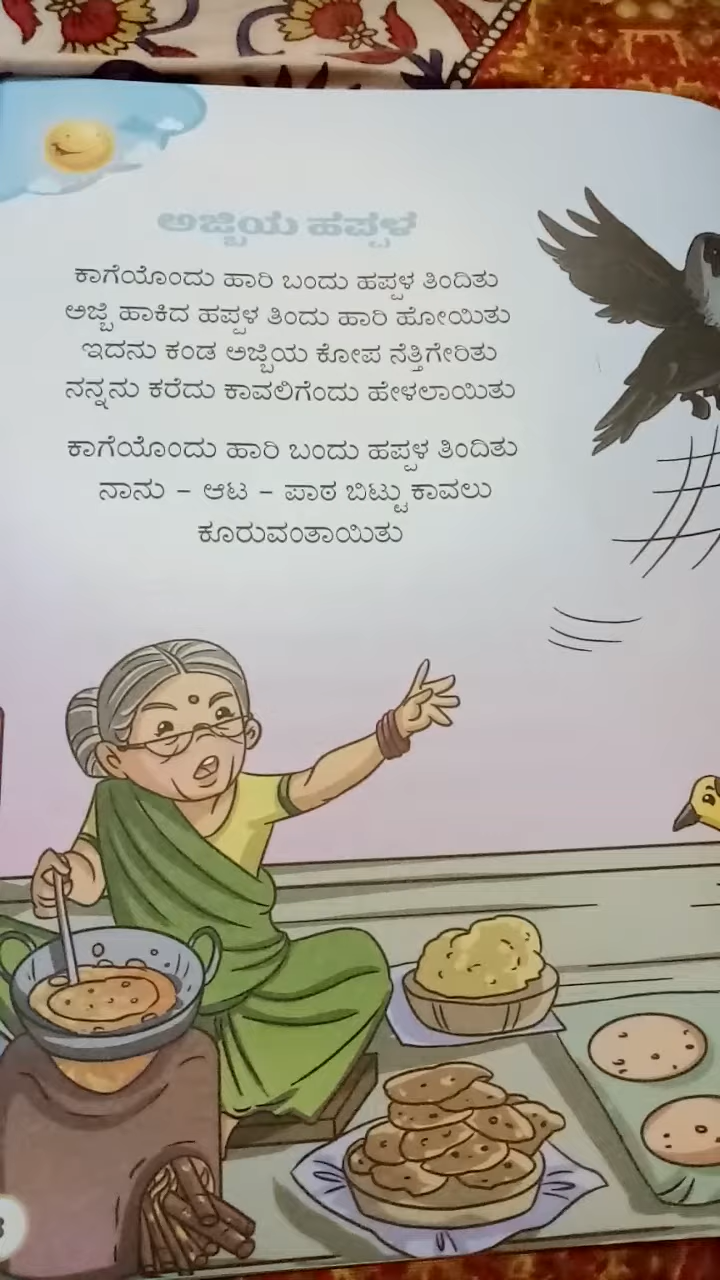 ಅಜ್ಜಿಯ ಹಪ್ಪಳ
ಕಾಗೆಯೊಂದು ಹಾರಿ ಬಂದು ಹಪ್ಪಳ ತಿಂದಿತು
ಅಜ್ಜಿ ಹಾಕಿದ ಹಪ್ಪಳ ತಿಂದು ಹಾರಿ ಹೋಯಿತು
ಇದನು ಕಂಡ ಅಜ್ಜಿಯ ಕೋಪ ನೆತ್ತಿಗೇರಿತು
ನನ್ನನು ಕರೆದು ಕಾವಲಿಗೆಂದು ಹೇಳಲಾಯಿತು
ಕಾಗೆಯೊಂದು ಹಾರಿ ಬಂದು ಹಪ್ಪಳ ತಿಂದಿತು
ನಾನು - ಆಟ - ಪಾಠ ಬಿಟ್ಟು ಕಾವಲು
ಕೂರುವಂತಾಯಿತು